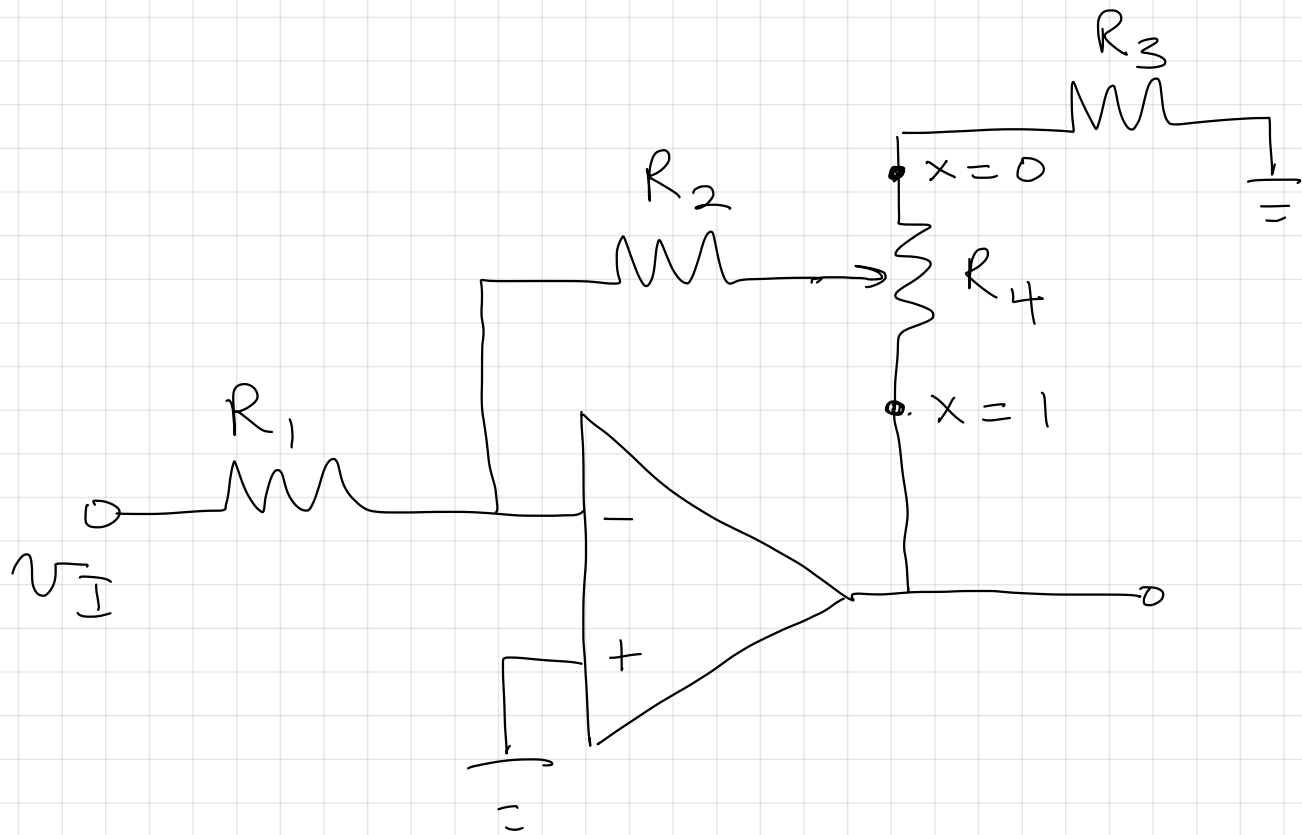 R3
x = 0
R2
R4
R1
x = 1
−
vI
+